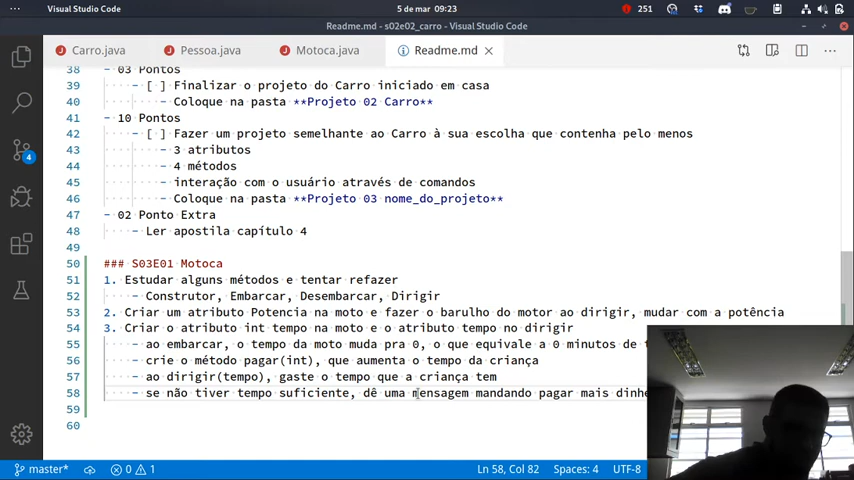 Visual Studio Code
5 de mar 09:23
251
Readme.md - s02e02_carro - Visual Studio Code
Carro.java
Pessoa.java
Motoca.java
Readme.md
38 - 03 Pontos
39 - [ ] Finalizar o projeto do Carro iniciado em casa
40 - Coloque na pasta **Projeto 02 Carro**
41 - 10 Pontos
42 - [ ] Fazer um projeto semelhante ao Carro à sua escolha que contenha pelo menos
43 - 3 atributos
44 - 4 métodos
45 - interação com o usuário através de comandos
46 - Coloque na pasta **Projeto 03 nome_do_projeto**
47 - 02 Ponto Extra
48 - Ler apostila capítulo 4
49
50 ### S03E01 Motoca
51 1. Estudar alguns métodos e tentar refazer
52 - Construtor, Embarcar, Desembarcar, Dirigir
53 2. Criar um atributo Potencia na moto e fazer o barulho do motor ao dirigir, mudar com a potência
54 3. Criar o atributo int tempo na moto e o atributo tempo no dirigir
55 - ao embarcar, o tempo da moto muda pra 0, o que equivale a 0 minutos de
56 - crie o método pagar(int), que aumenta o tempo da criança
57 - ao dirigir(tempo), gaste o tempo que a criança tem
58 - se não tiver tempo suficiente, dê uma mensagem mandando pagar mais
59
60
4
master*
0
1
Ln 58, Col 82
Spaces: 4
UTF-8